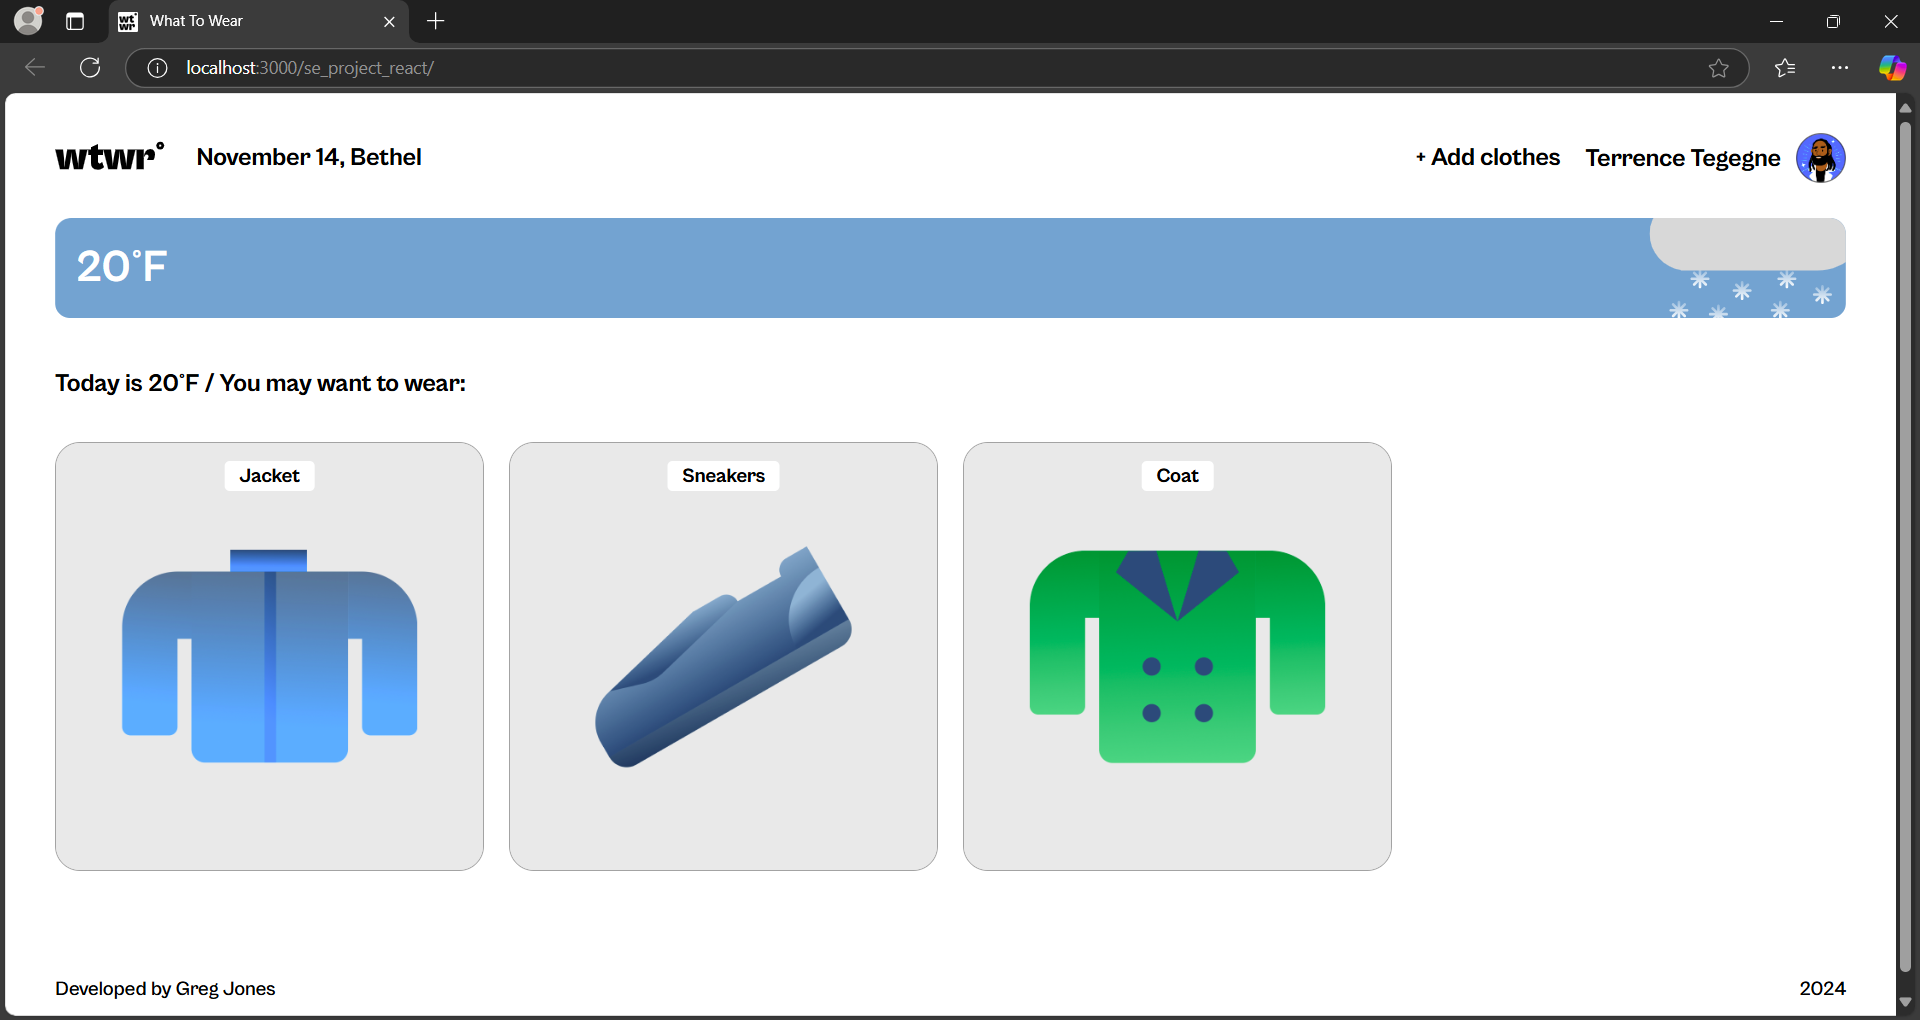 What To Wear
localhost:3000/se_project_react/
wtwr° November 14, Bethel + Add clothes Terrence Tegegne
20°F
Today is 20°F / You may want to wear:
Jacket Sneakers Coat
Developed by Greg Jones 2024